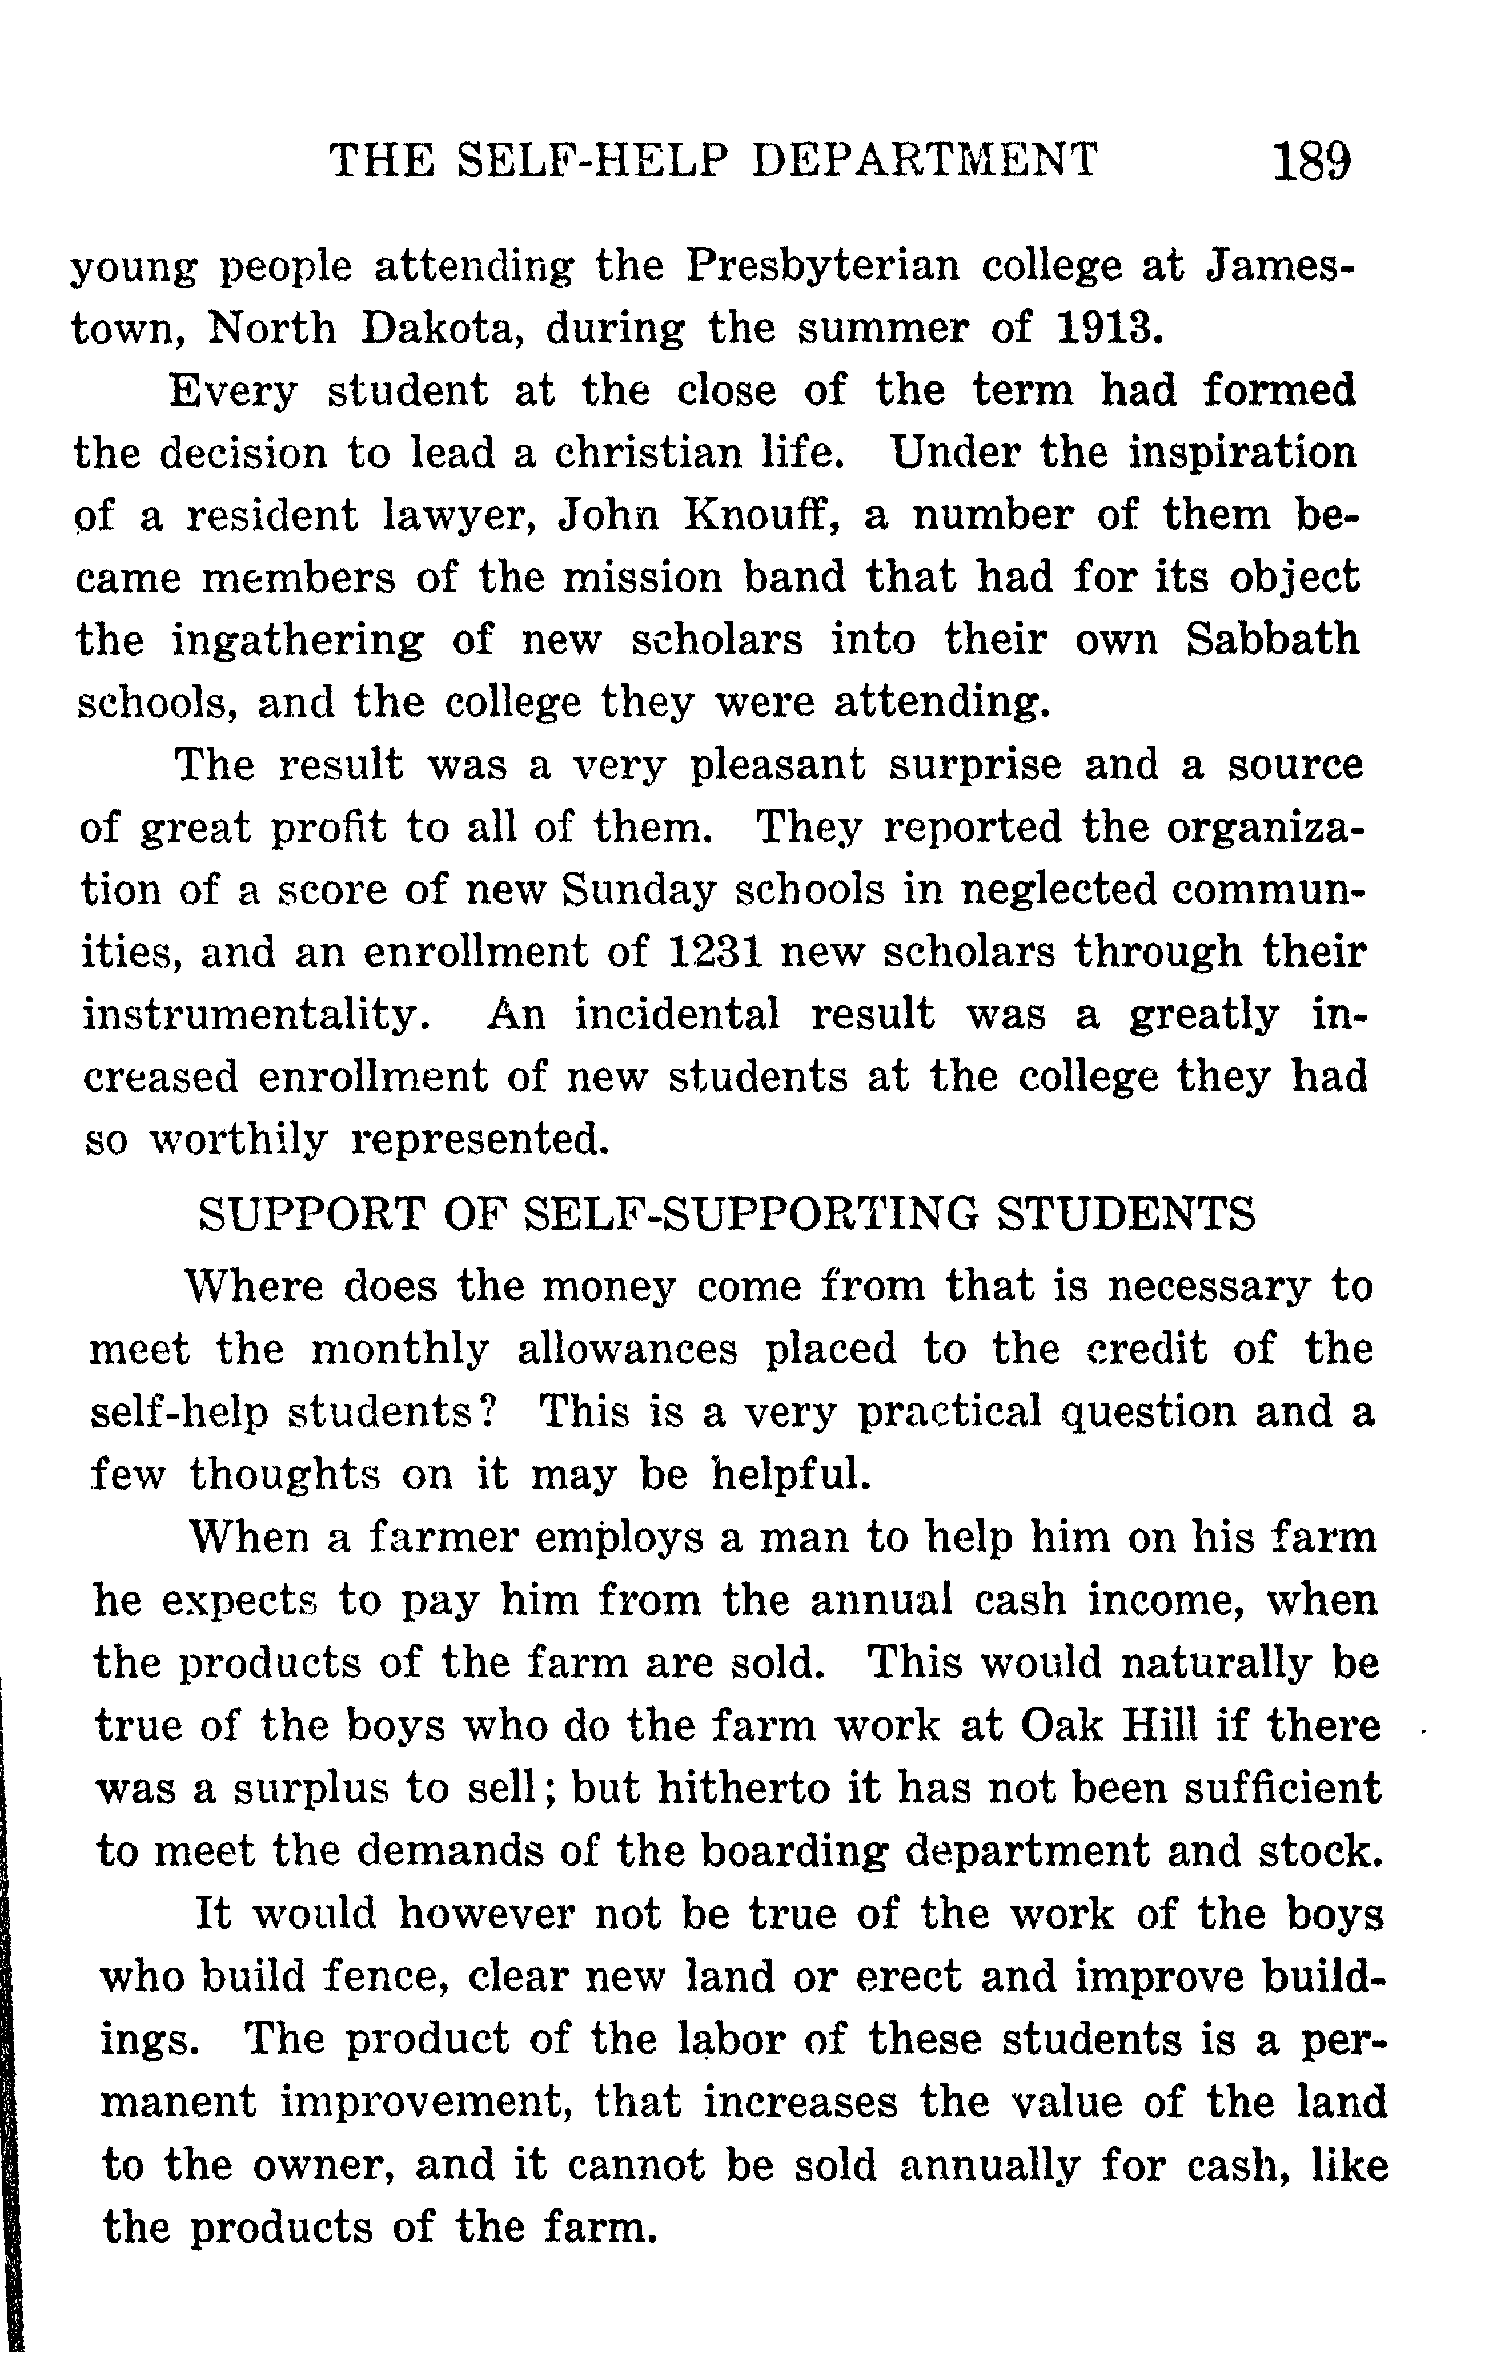 THE SELF-HELP DEPARTMENT 189
young people attending the Presbyterian college at James-
town, North Dakota, during the summer of 1913.
Every student at the close of the term had formed
the decision to lead a christian life. Under the inspiration
of a resident lawyer, John Knouff, a number of them be-
came members of the mission band that had for its object
the ingathering of new scholars into their own Sabbath
schools, and the college they were attending.
The result was a very pleasant surprise and a source
of great profit to all of them. They reported the organiza-
tion of a score of new Sunday schools in neglected commun-
ities, and an enrollment of 1231 new scholars through their
instrumentality. An incidental result was a greatly in-
creased enrollment of new students at the college they had
so worthily represented.
SUPPORT OF SELF-SUPPORTING STUDENTS
Where does the money come from that is necessary to
meet the monthly allowances placed to the credit of the
self-help students? This is a very practical question and a
few thoughts on it may be helpful.
When a farmer employs a man to help him on his farm
he expects to pay him from the annual cash income, when
the products of the farm are sold. This would naturally be
true of the boys who do the farm work at Oak Hill if there
was a surplus to sell; but hitherto it has not been sufficient
to meet the demands of the boarding department and stock.
It would however not be true of the work of the boys
who build fence, clear new land or erect and improve build-
ings. The product of the labor of these students is a per-
manent improvement, that increases the value of the land
to the owner, and it cannot be sold annually for cash, like
the products of the farm.